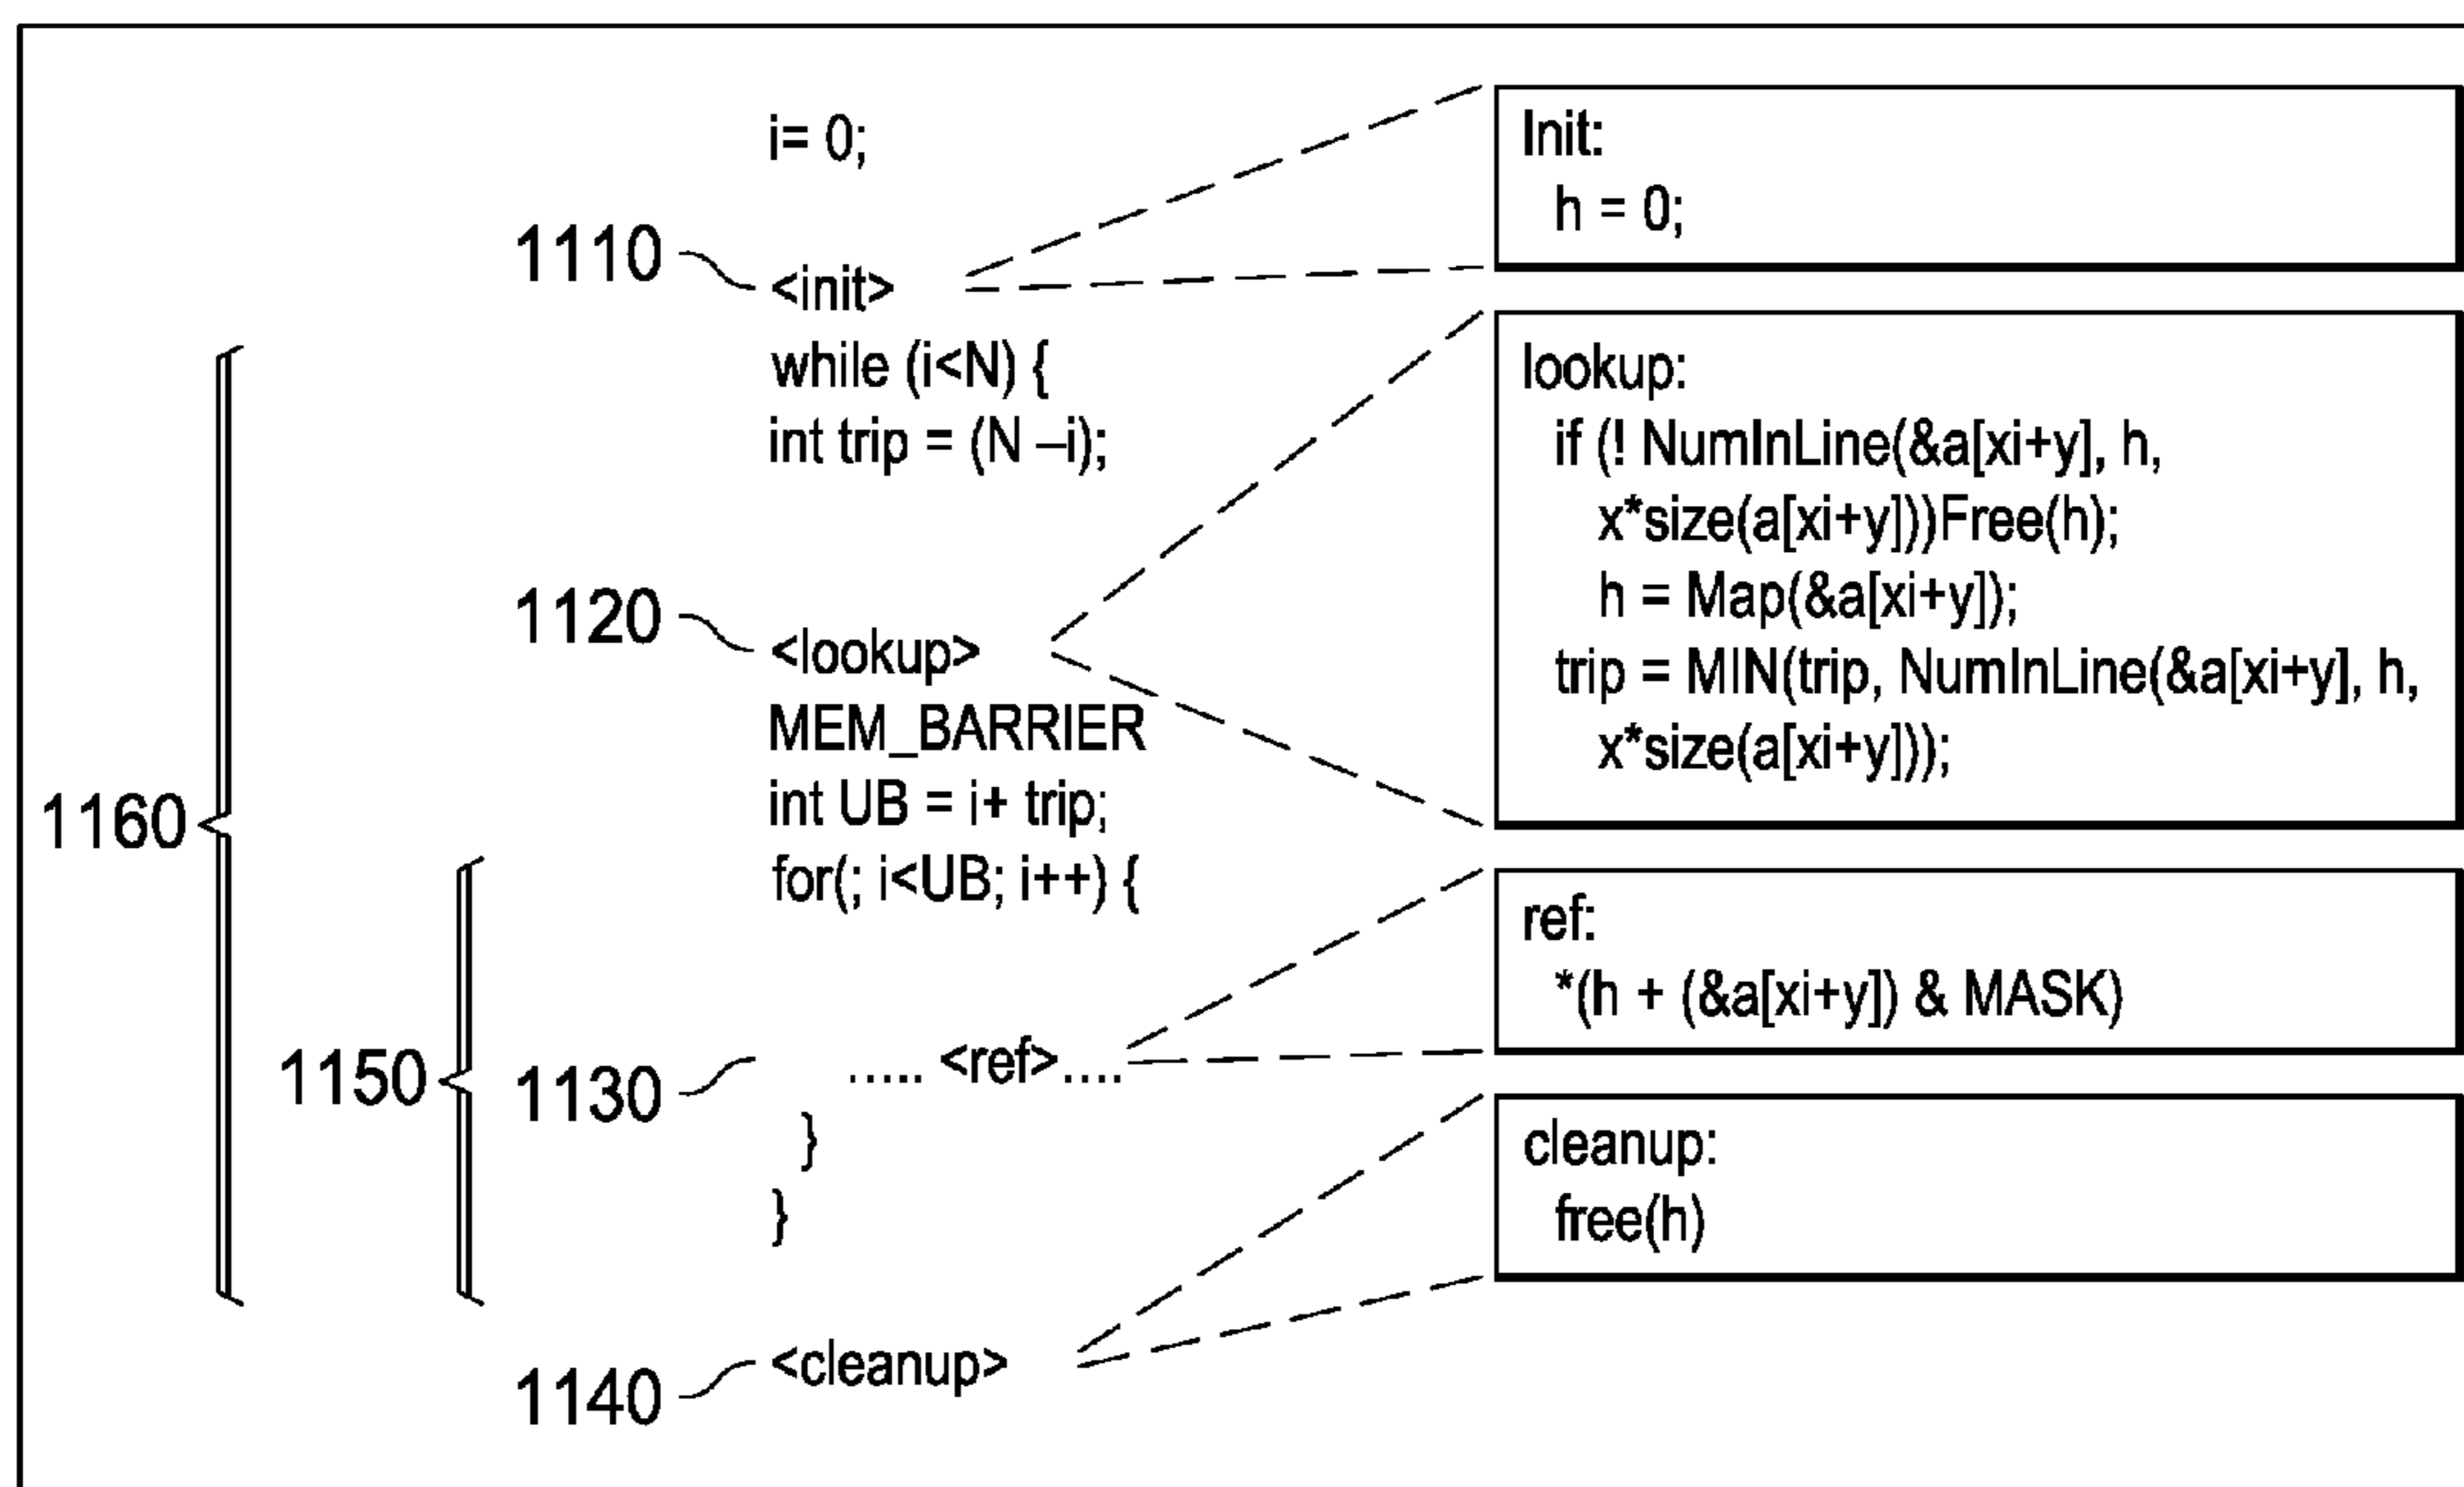 i= 0;
1110
<init>
while (i<N) {
int trip = (N –i);
1120
<lookup>
MEM_BARRIER
int UB = i+ trip;
for(; i<UB; i++) {
1160
1150
1130
..... <ref>....
}
}
1140
<cleanup>
Init:
h = 0;
lookup:
if (! NumInLine(&a[xi+y], h,
x*size(a[xi+y]))Free(h);
h = Map(&a[xi+y]);
trip = MIN(trip, NumInLine(&a[xi+y], h,
x*size(a[xi+y]));
ref:
*(h + (&a[xi+y]) & MASK)
cleanup:
free(h)